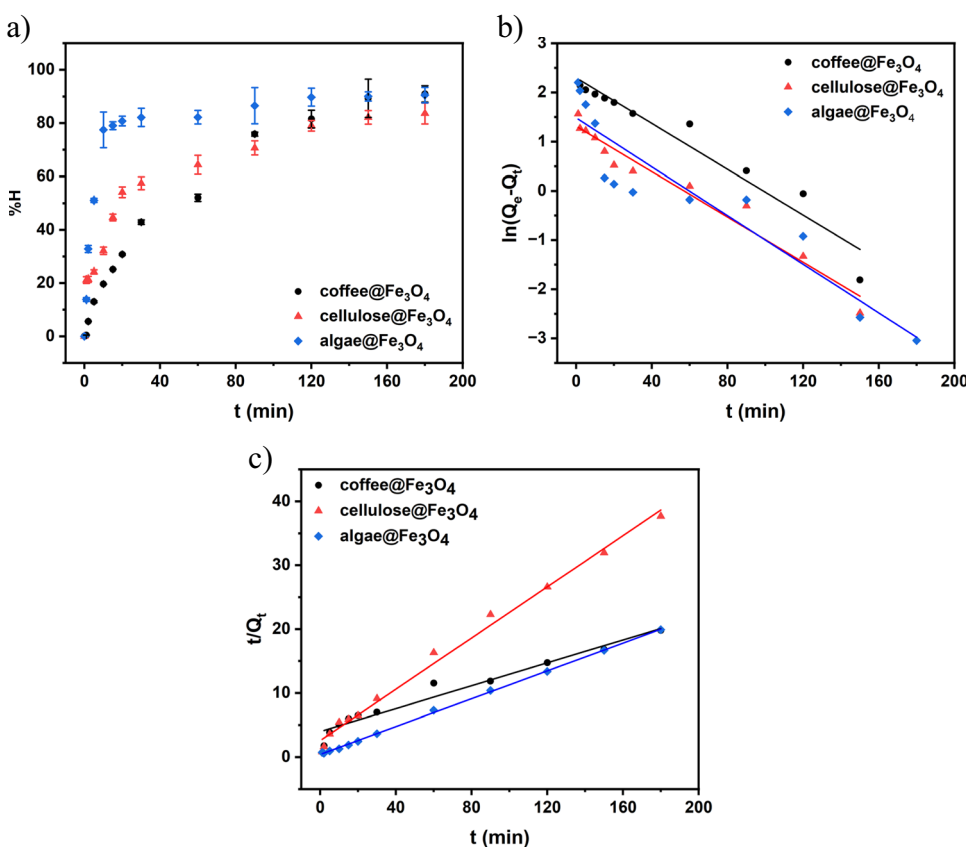 a)
%H
100
80
60
40
20
0
coffee@Fe₃O₄
cellulose@Fe₃O₄
algae@Fe₃O₄
0 40 80 120 160 200
t (min)
b)
ln(Qₑ-Qₜ)
3
2
1
0
−1
−2
−3
coffee@Fe₃O₄
cellulose@Fe₃O₄
algae@Fe₃O₄
0 40 80 120 160 200
t (min)
c)
t/Qₜ
40
30
20
10
0
coffee@Fe₃O₄
cellulose@Fe₃O₄
algae@Fe₃O₄
0 40 80 120 160 200
t (min)